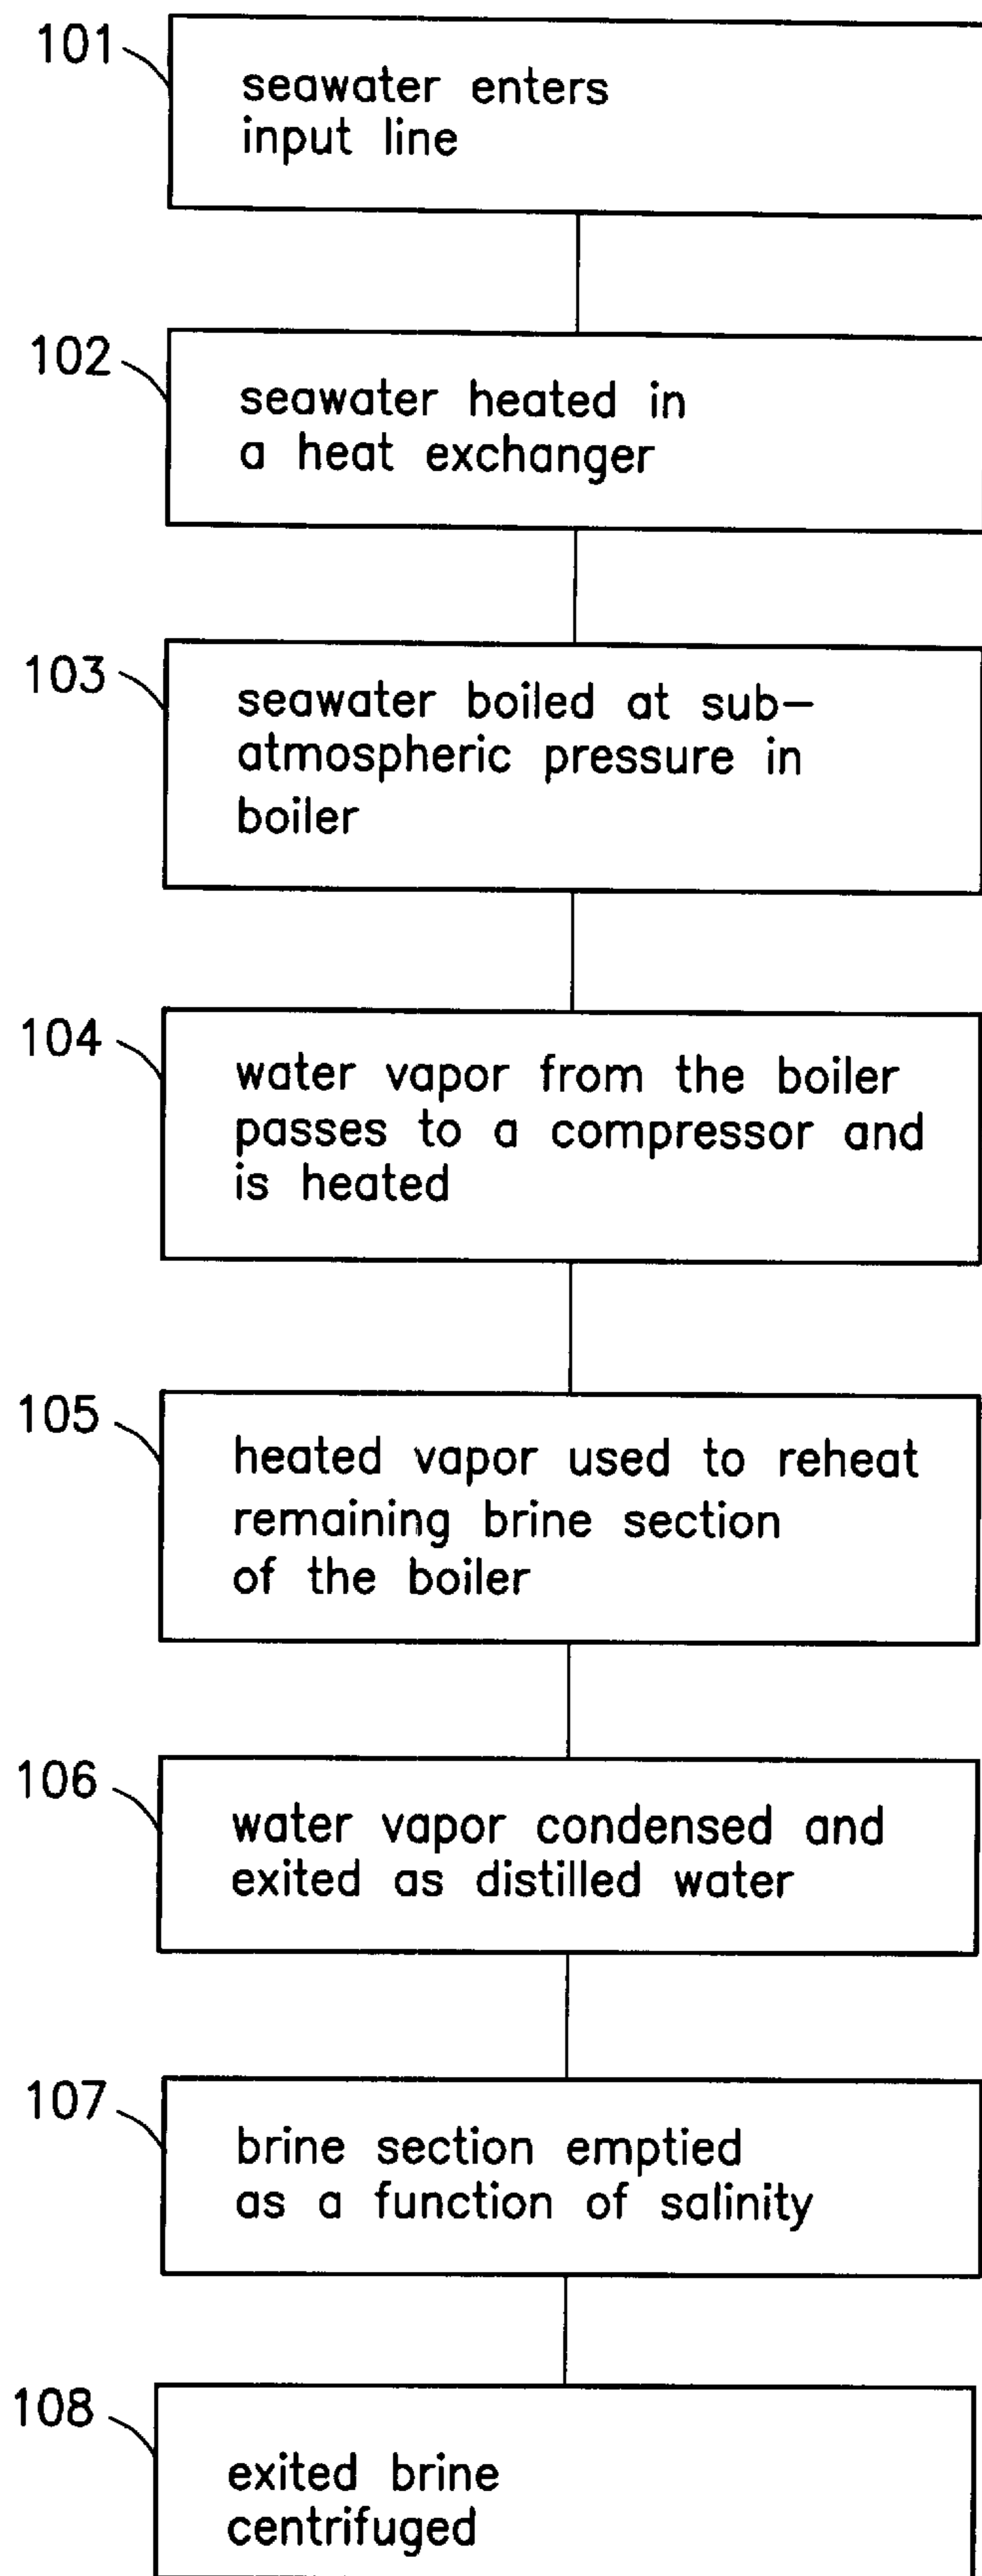 101
seawater enters
input line
102
seawater heated in
a heat exchanger
103
seawater boiled at sub-
atmospheric pressure in
boiler
104
water vapor from the boiler
passes to a compressor and
is heated
105
heated vapor used to reheat
remaining brine section
of the boiler
106
water vapor condensed and
exited as distilled water
107
brine section emptied
as a function of salinity
108
exited brine
centrifuged